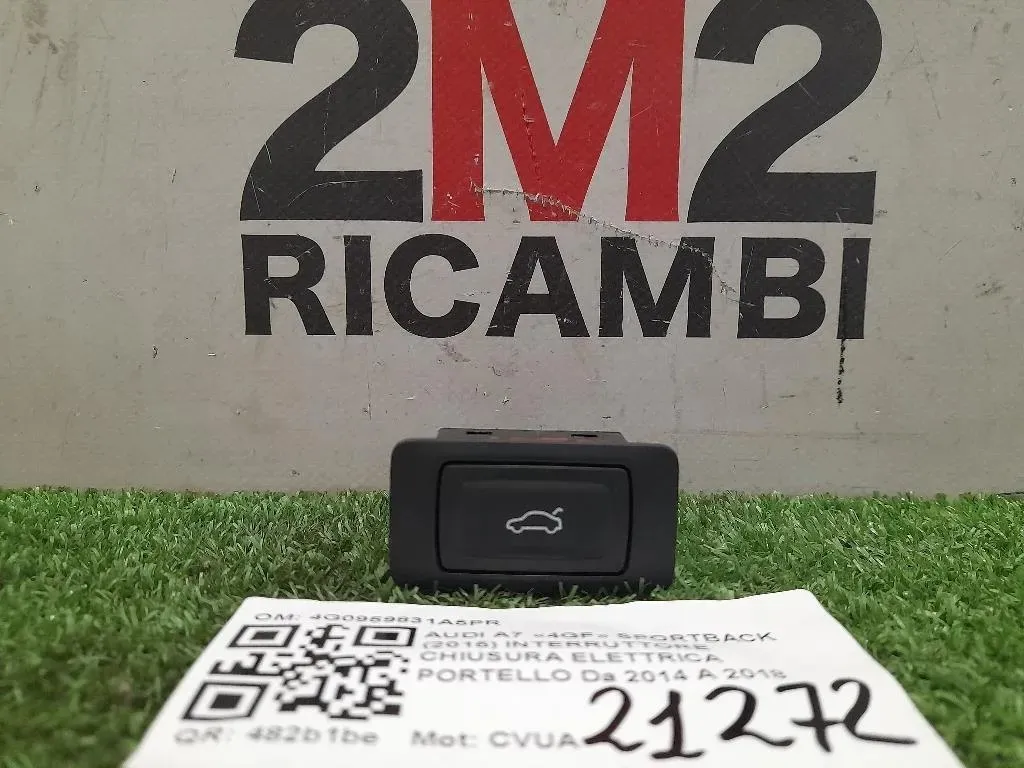 2M2
RICAMBI
OM: 4G0959831A5PR
AUDI A7 «4GF» SPORTBACK
(2015) INTERRUTTORE
CHIUSURA ELETTRICA
PORTELLO Da 2014 A 2018
QR: 482b1be Mot: CVUA
21272